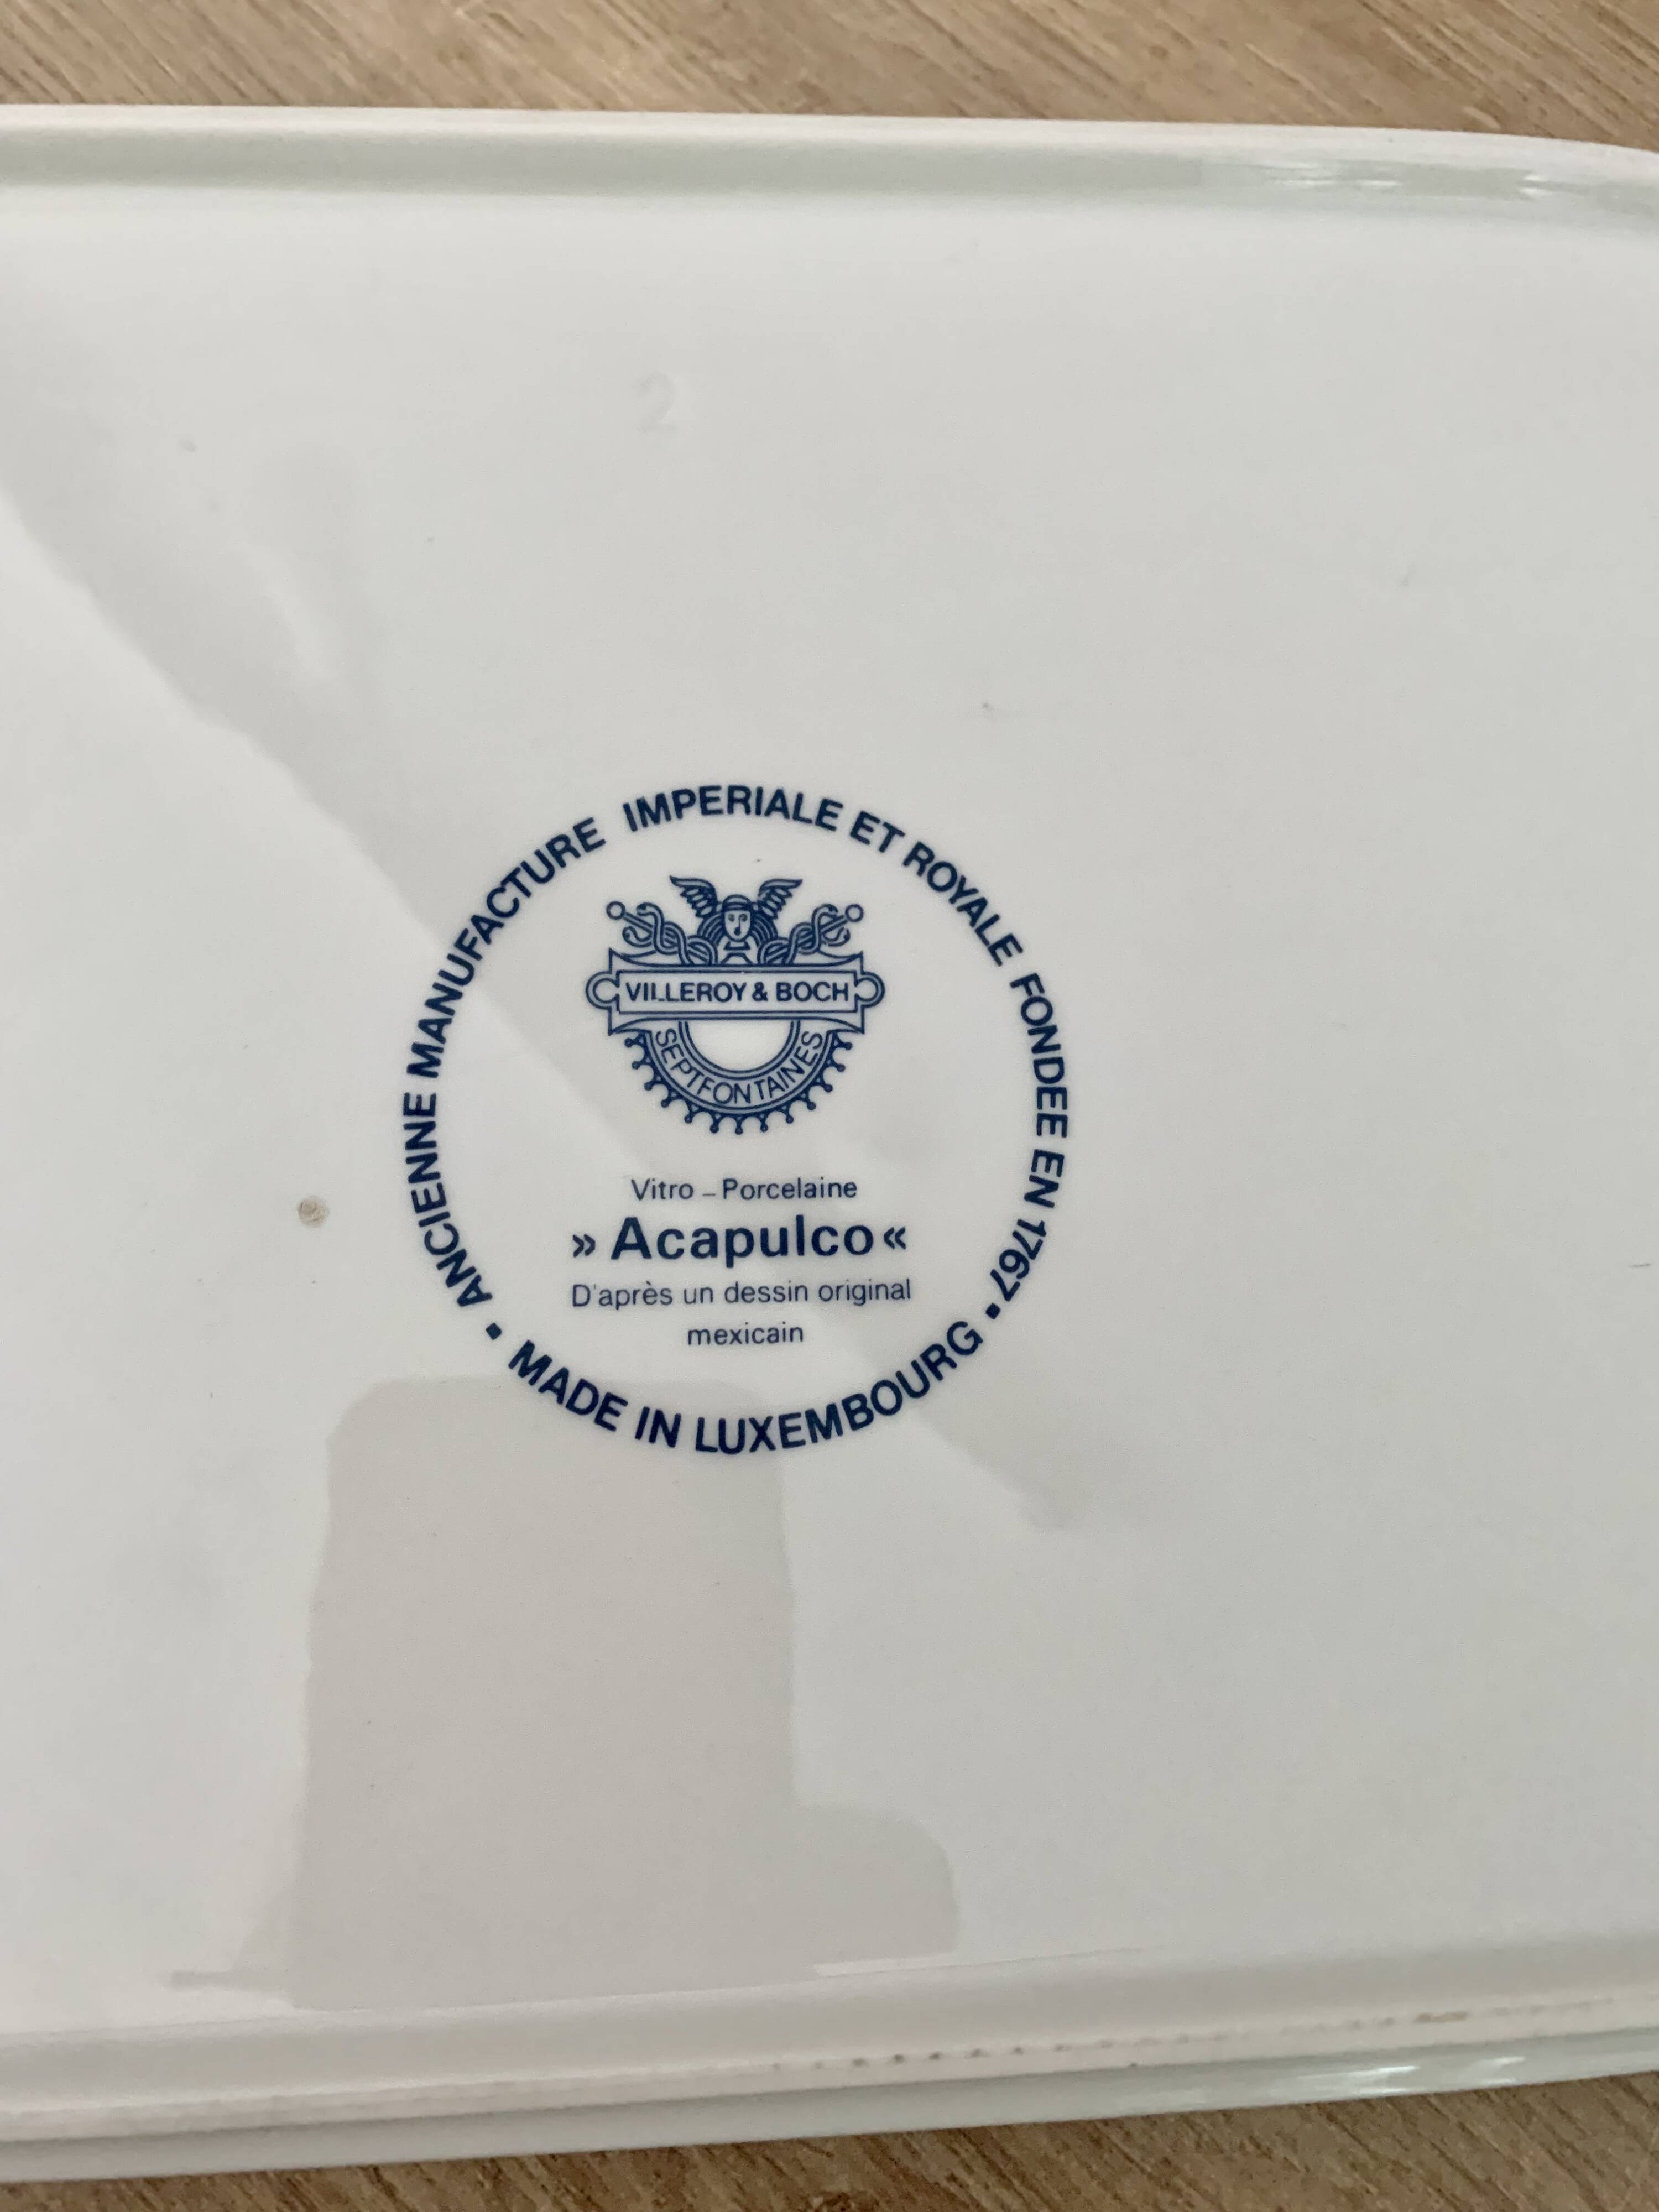 2
ANCIENNE MANUFACTURE IMPERIALE ET ROYALE FONDEE EN 1767 •
VILLEROY & BOCH
SEPTFONTAINES
Vitro – Porcelaine
» Acapulco «
D'après un dessin original
mexicain
MADE IN LUXEMBOURG •